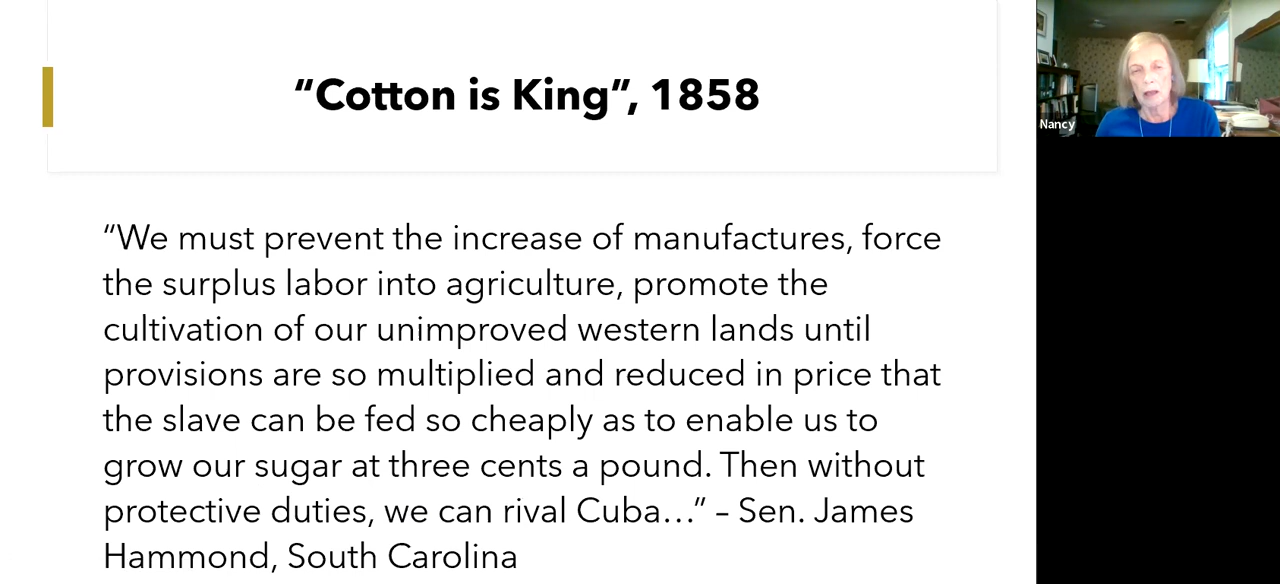 “Cotton is King”, 1858
“We must prevent the increase of manufactures, force
the surplus labor into agriculture, promote the
cultivation of our unimproved western lands until
provisions are so multiplied and reduced in price that
the slave can be fed so cheaply as to enable us to
grow our sugar at three cents a pound. Then without
protective duties, we can rival Cuba…” – Sen. James
Hammond, South Carolina
Nancy